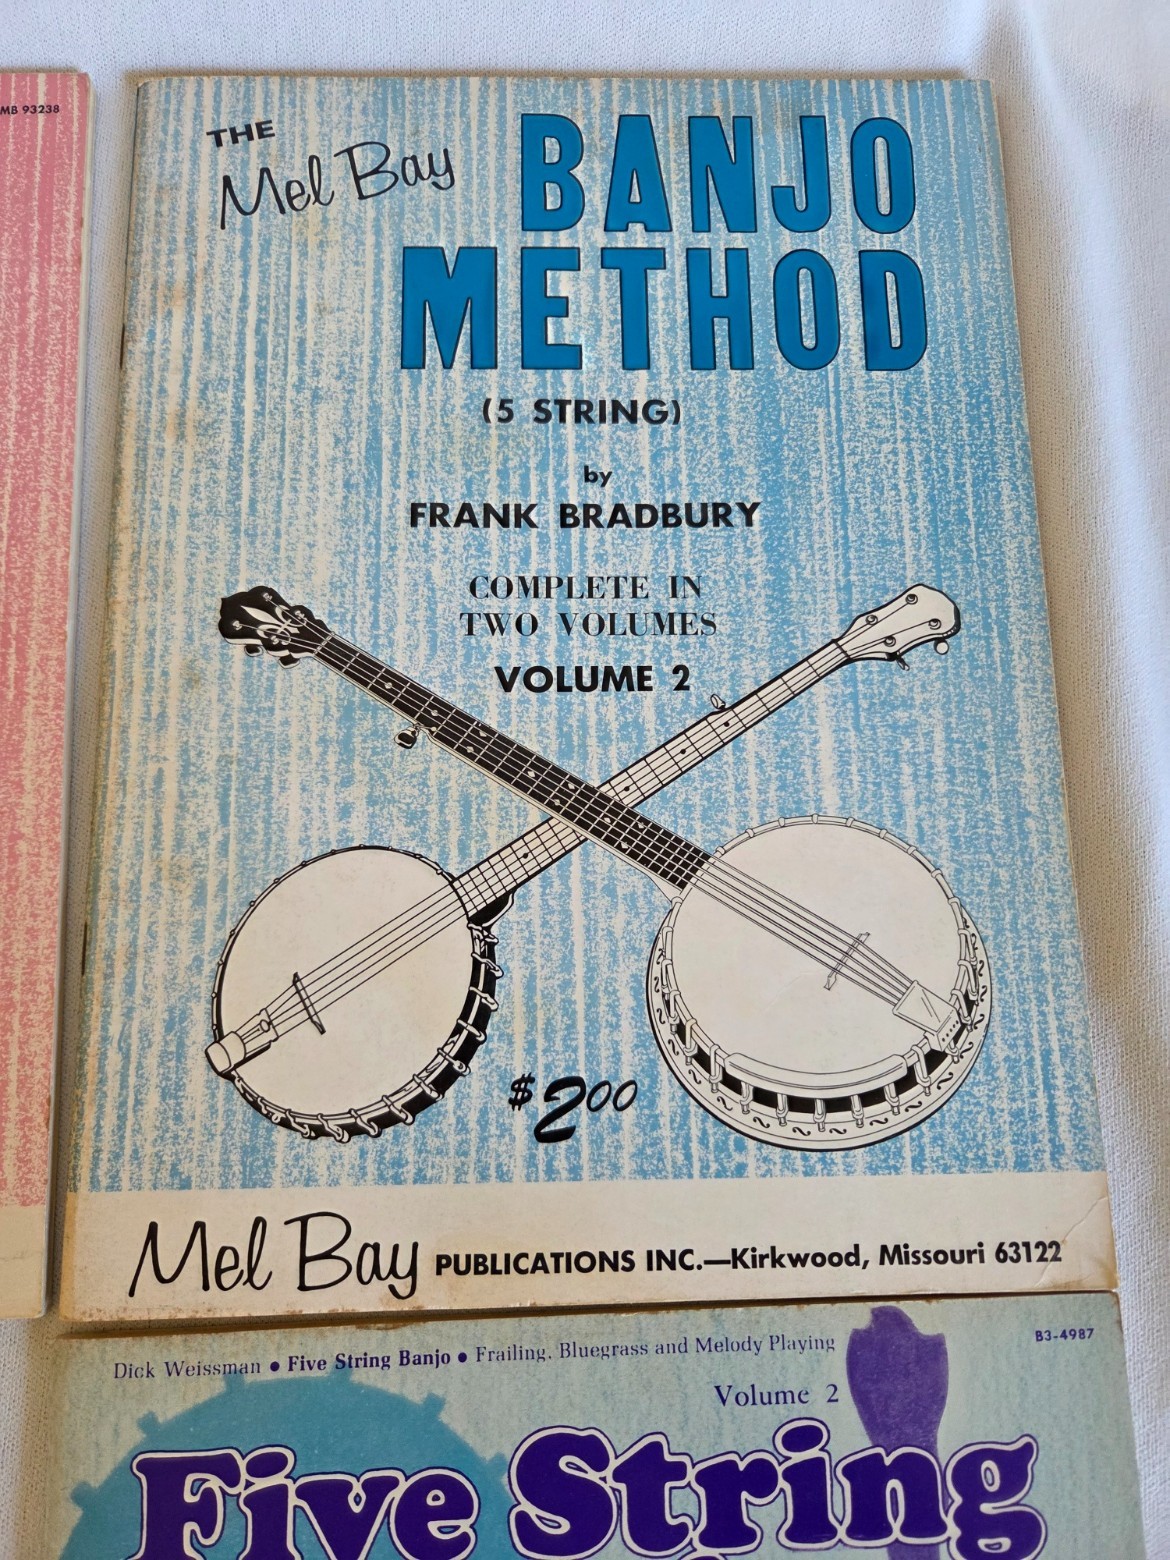 MB 93238
THE
Mel Bay
BANJO
METHOD
(5 STRING)
by
FRANK BRADBURY
COMPLETE IN
TWO VOLUMES
VOLUME 2
$2.00
Mel Bay PUBLICATIONS INC.—Kirkwood, Missouri 63122
B3-4987
Dick Weissman • Five String Banjo • Frailing, Bluegrass and Melody Playing
Volume 2
Five String